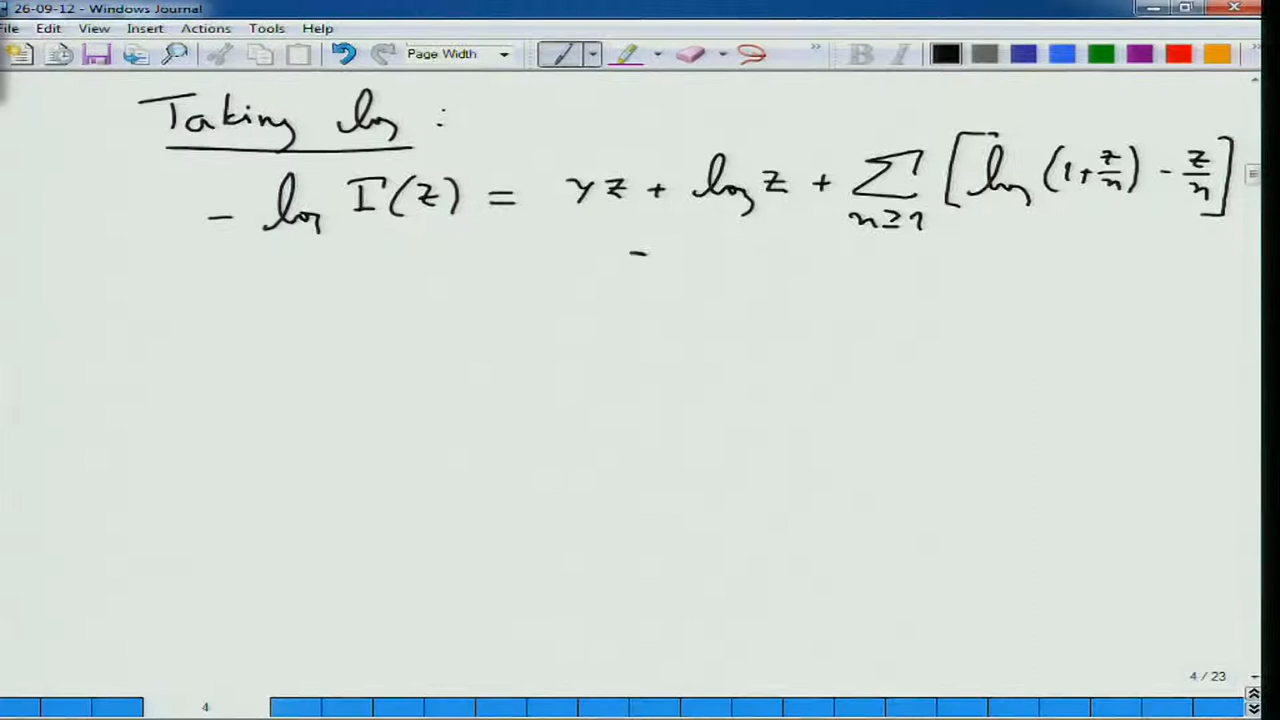 26-09-12 - Windows Journal
File Edit View Insert Actions Tools Help
Page Width
B I
Taking log :
- log Γ(z) = γz + log z + Σ_{n≥1} [log (1+z/n) - z/n]
-
4 / 23
4